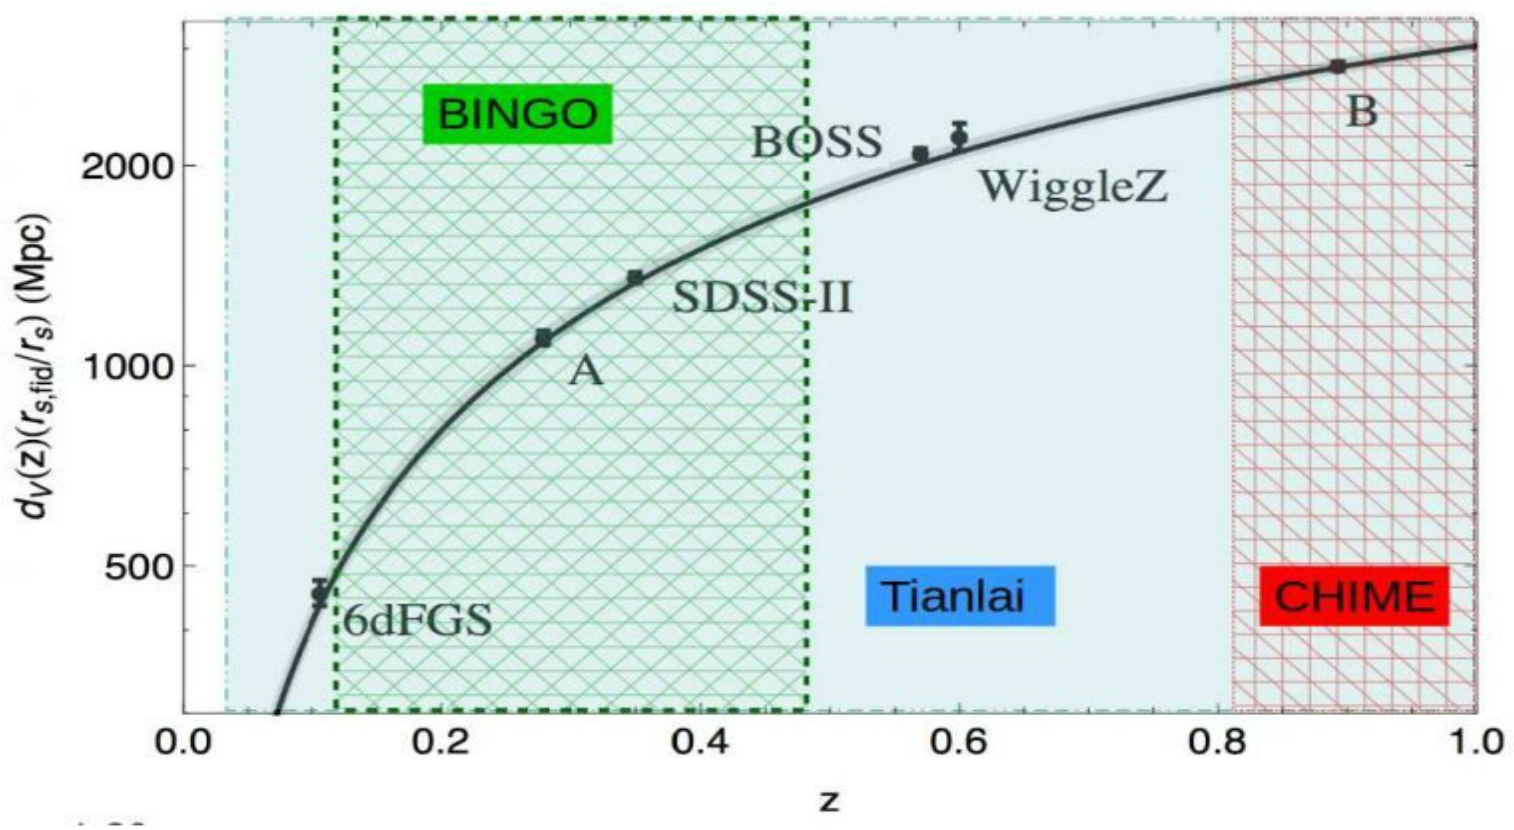 BINGO
BOSS
B
2000
WiggleZ
SDSS-II
1000
A
500
Tianlai
CHIME
6dFGS
d_V(z)(r_s,fid/r_s) (Mpc)
0.0 0.2 0.4 0.6 0.8 1.0
z